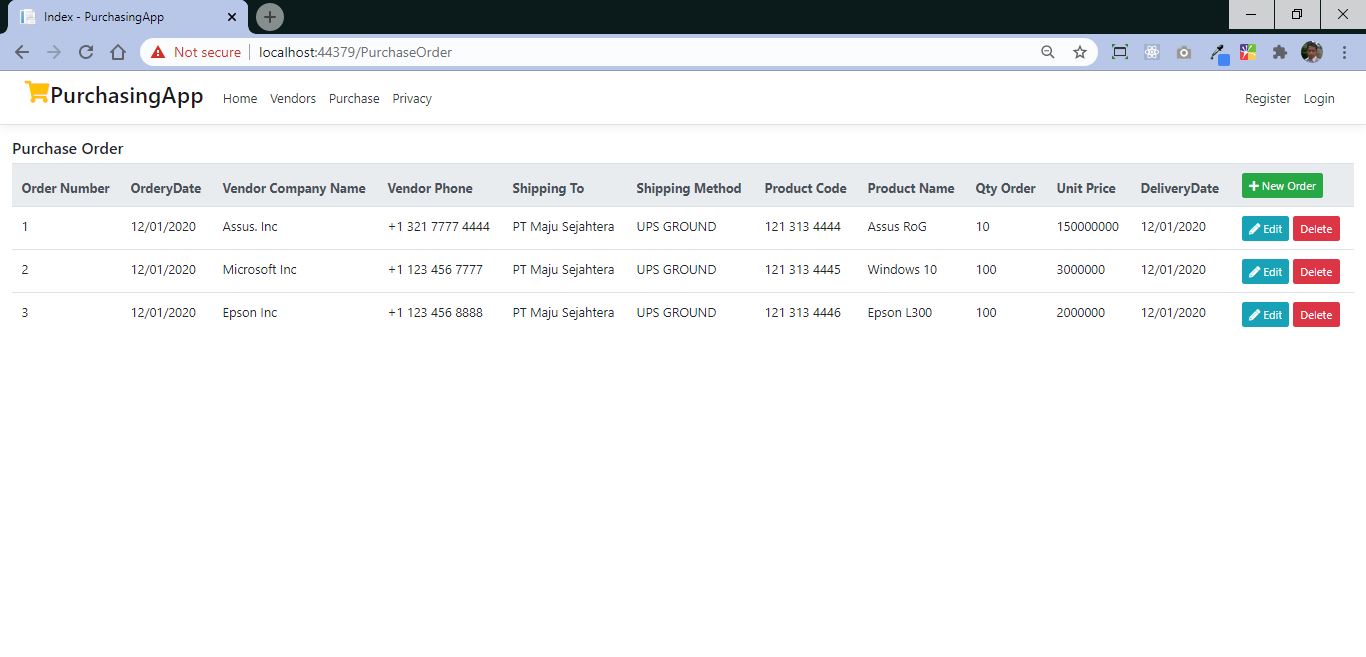 Index - PurchasingApp
Not secure localhost:44379/PurchaseOrder
PurchasingApp Home Vendors Purchase Privacy Register Login
Purchase Order
Order Number OrderyDate Vendor Company Name Vendor Phone Shipping To Shipping Method Product Code Product Name Qty Order Unit Price DeliveryDate New Order
1 12/01/2020 Assus. Inc +1 321 7777 4444 PT Maju Sejahtera UPS GROUND 121 313 4444 Assus RoG 10 150000000 12/01/2020 Edit Delete
2 12/01/2020 Microsoft Inc +1 123 456 7777 PT Maju Sejahtera UPS GROUND 121 313 4445 Windows 10 100 3000000 12/01/2020 Edit Delete
3 12/01/2020 Epson Inc +1 123 456 8888 PT Maju Sejahtera UPS GROUND 121 313 4446 Epson L300 100 2000000 12/01/2020 Edit Delete